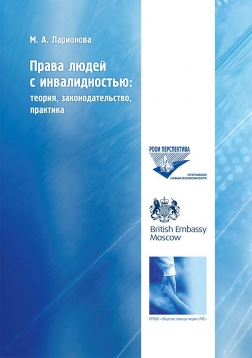 М. А. Ларионова
Права людей
с инвалидностью:
теория, законодательство,
практика
РООИ ПЕРСПЕКТИВА
British Embassy
Moscow